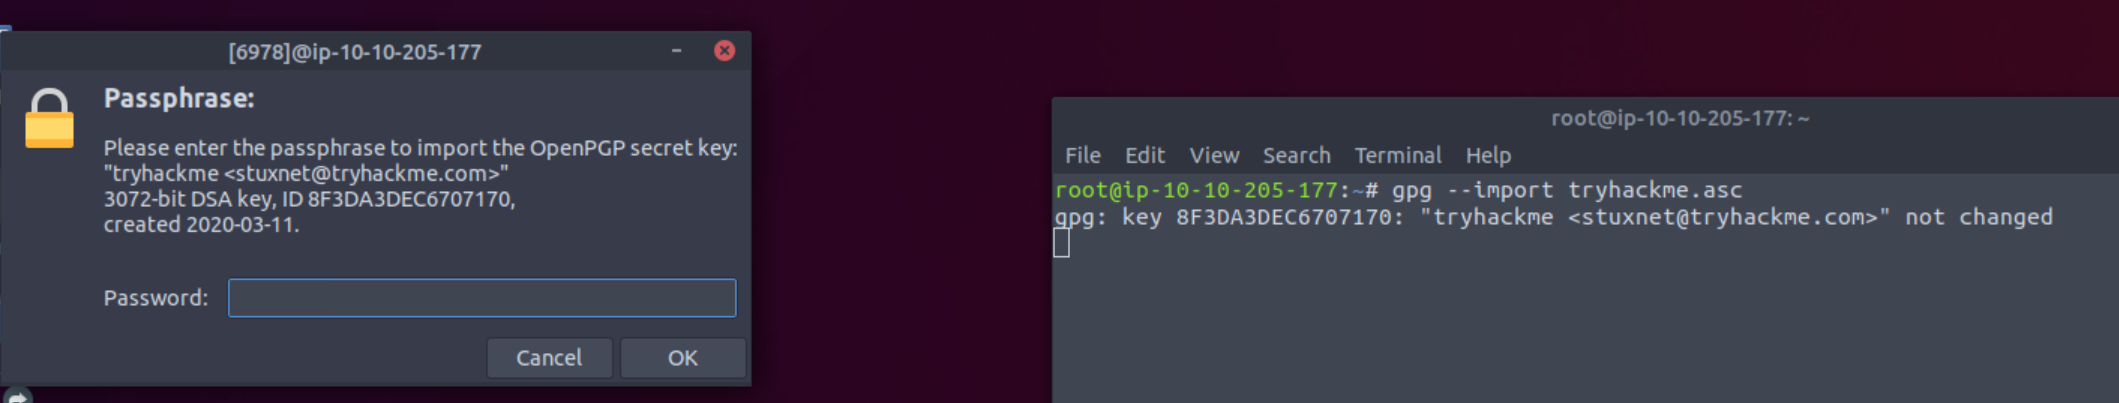 [6978]@ip-10-10-205-177
Passphrase:
Please enter the passphrase to import the OpenPGP secret key:
"tryhackme <stuxnet@tryhackme.com>"
3072-bit DSA key, ID 8F3DA3DEC6707170,
created 2020-03-11.
Password:
Cancel OK
root@ip-10-10-205-177: ~
File Edit View Search Terminal Help
root@ip-10-10-205-177:~# gpg --import tryhackme.asc
gpg: key 8F3DA3DEC6707170: "tryhackme <stuxnet@tryhackme.com>" not changed